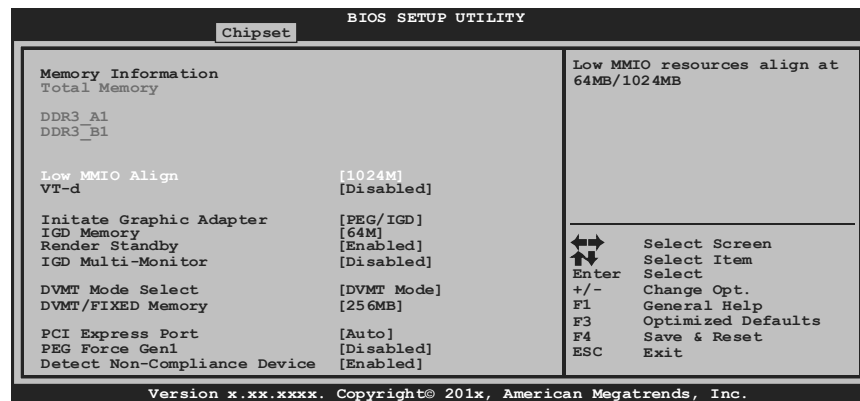 BIOS SETUP UTILITY
Chipset
Memory Information
Total Memory
DDR3_A1
DDR3_B1
Low MMIO Align [1024M]
VT-d [Disabled]
Initate Graphic Adapter [PEG/IGD]
IGD Memory [64M]
Render Standby [Enabled]
IGD Multi-Monitor [Disabled]
DVMT Mode Select [DVMT Mode]
DVMT/FIXED Memory [256MB]
PCI Express Port [Auto]
PEG Force Gen1 [Disabled]
Detect Non-Compliance Device [Enabled]
Low MMIO resources align at
64MB/1024MB
Select Screen
Select Item
Enter Select
+/- Change Opt.
F1 General Help
F3 Optimized Defaults
F4 Save & Reset
ESC Exit
Version x.xx.xxxx. Copyright© 201x, American Megatrends, Inc.